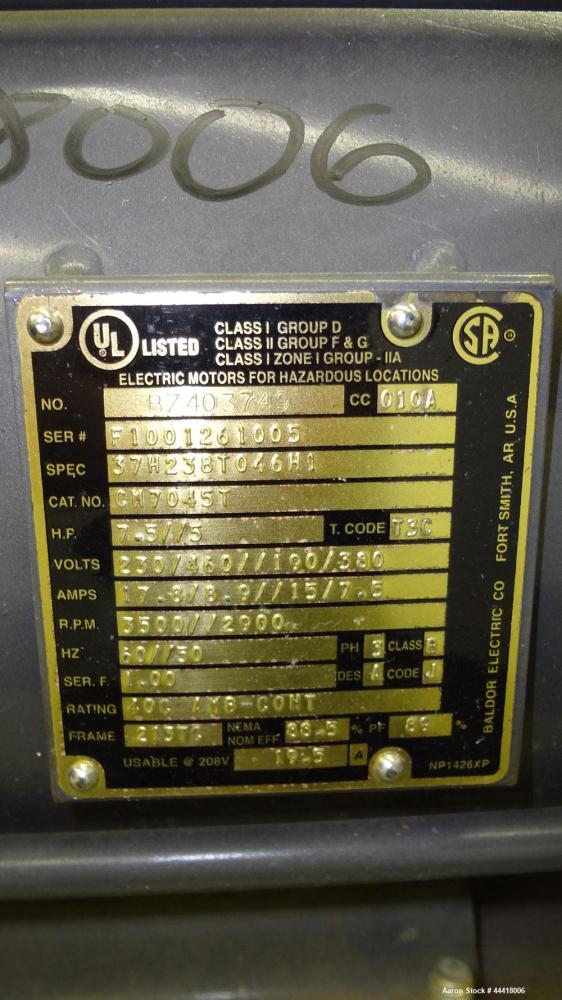 8006
UL LISTED
CLASS I GROUP D
CLASS II GROUP F & G
CLASS I ZONE I GROUP - IIA
SA
ELECTRIC MOTORS FOR HAZARDOUS LOCATIONS
NO. BZ403749 CC 010A
SER # F1001261005
SPEC 37H238T046H1
CAT. NO. CM7045T
H.P. 7.5//5 T. CODE T3C
VOLTS 230/460//190/380
AMPS 17.8/8.9//15/7.5
R.P.M. 3500//2900
HZ 60//50 PH 3 CLASS B
SER. F. 1.00 DES A CODE J
RATING 40C AMB-CONT
FRAME NEMA NOM EFF 88.5 % PF 89 %
USABLE @ 208V 19.5 A
NP1426XP
BALDOR ELECTRIC CO FORT SMITH, AR U.S.A
Aaron Stock # 44418006